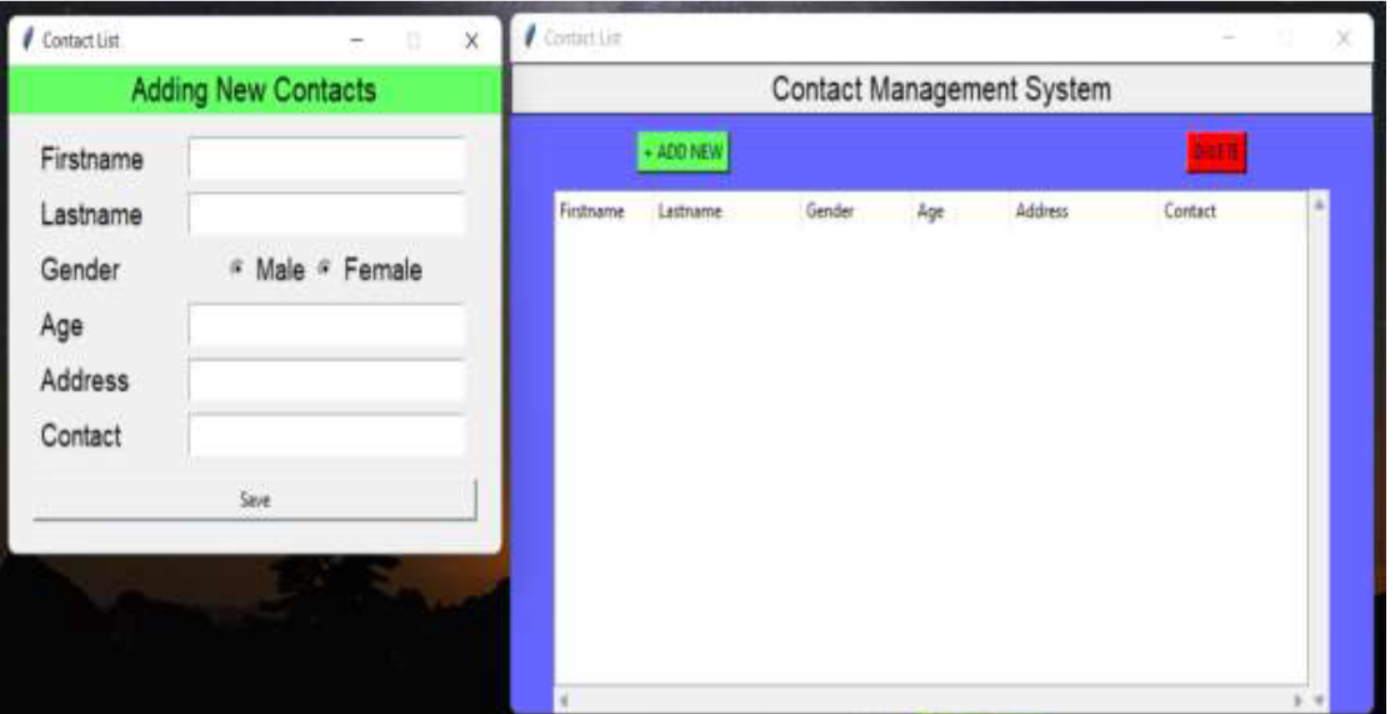 Contact List
Adding New Contacts
Firstname
Lastname
Gender Male Female
Age
Address
Contact
Save
Contact List
Contact Management System
+ ADD NEW DELETE
Firstname Lastname Gender Age Address Contact